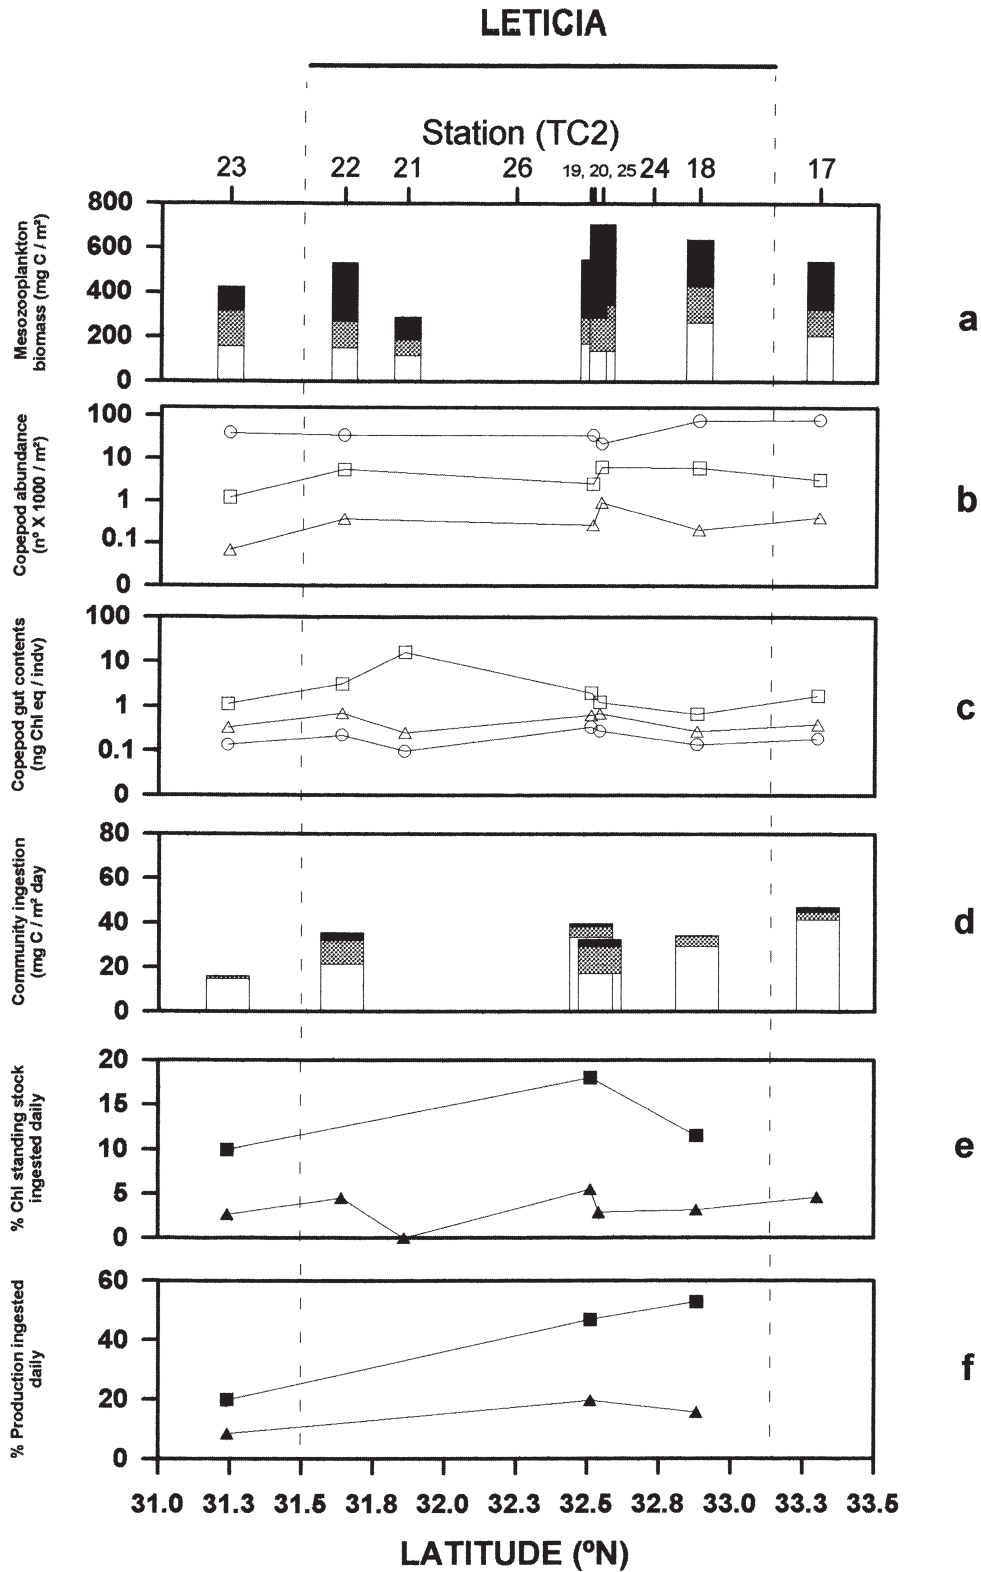 LETICIA
Station (TC2)
23 22 21 26 19, 20, 25 24 18 17
800
600
400
200
0
Mesozooplankton
biomass (mg C / m²)
a
100
10
1
0.1
0
Copepod abundance
(nº X 1000 / m²)
b
100
10
1
0.1
0
Copepod gut contents
(ng Chl eq / indv)
c
80
60
40
20
0
Community ingestion
(mg C / m² day
d
20
15
10
5
0
% Chl standing stock
ingested daily
e
60
40
20
0
% Production ingested
daily
f
31.0 31.3 31.5 31.8 32.0 32.3 32.5 32.8 33.0 33.3 33.5
LATITUDE (ºN)